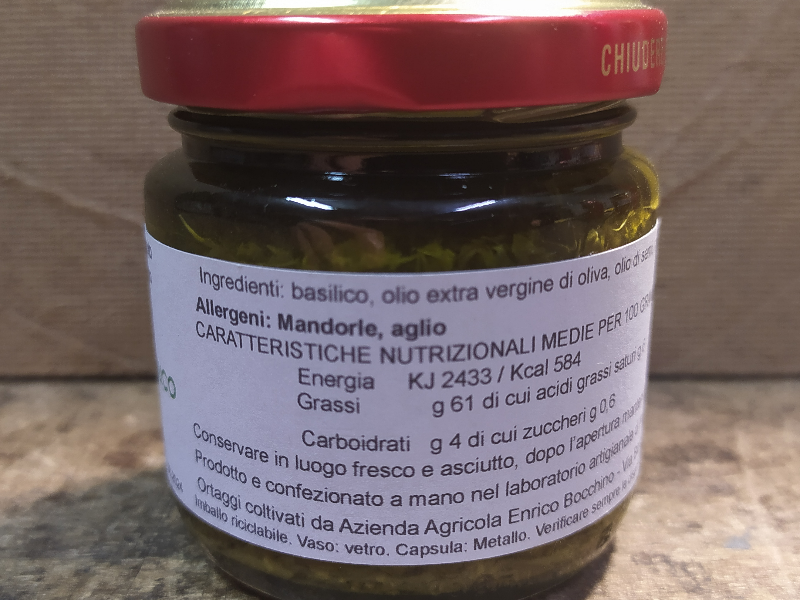 CHIUDERE
Ingredienti: basilico, olio extra vergine di oliva, olio di
Allergeni: Mandorle, aglio
CARATTERISTICHE NUTRIZIONALI MEDIE PER 100
Energia KJ 2433 / Kcal 584
Grassi g 61 di cui acidi grassi saturi g
Carboidrati g 4 di cui zuccheri g 0,6
Conservare in luogo fresco e asciutto, dopo l'apertura
Prodotto e confezionato a mano nel laboratorio artigianale
Ortaggi coltivati da Azienda Agricola Enrico Bocchino - Via
Imballo riciclabile. Vaso: vetro. Capsula: Metallo. Verificare sempre le